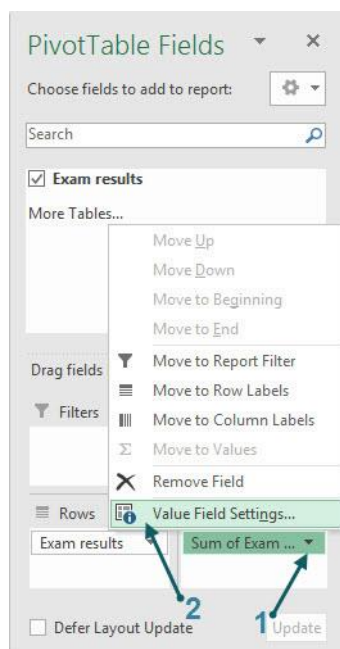 PivotTable Fields
Choose fields to add to report:
Search
Exam results
More Tables...
Move Up
Move Down
Move to Beginning
Move to End
Move to Report Filter
Move to Row Labels
Move to Column Labels
Σ Move to Values
Remove Field
Value Field Settings...
Drag fields
Filters
Rows
Exam results
Sum of Exam ...
2
1
Defer Layout Update
Update